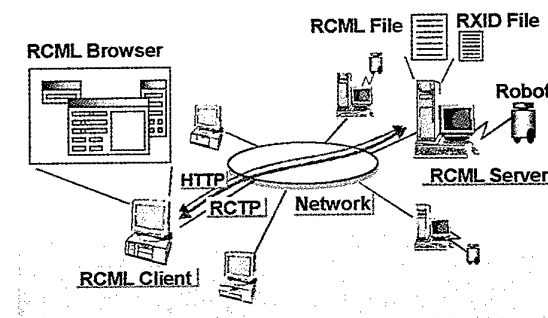 RCML File
RXID File
RCML Browser
Robot
RCML Server
HTTP
RCTP
Network
RCML Client